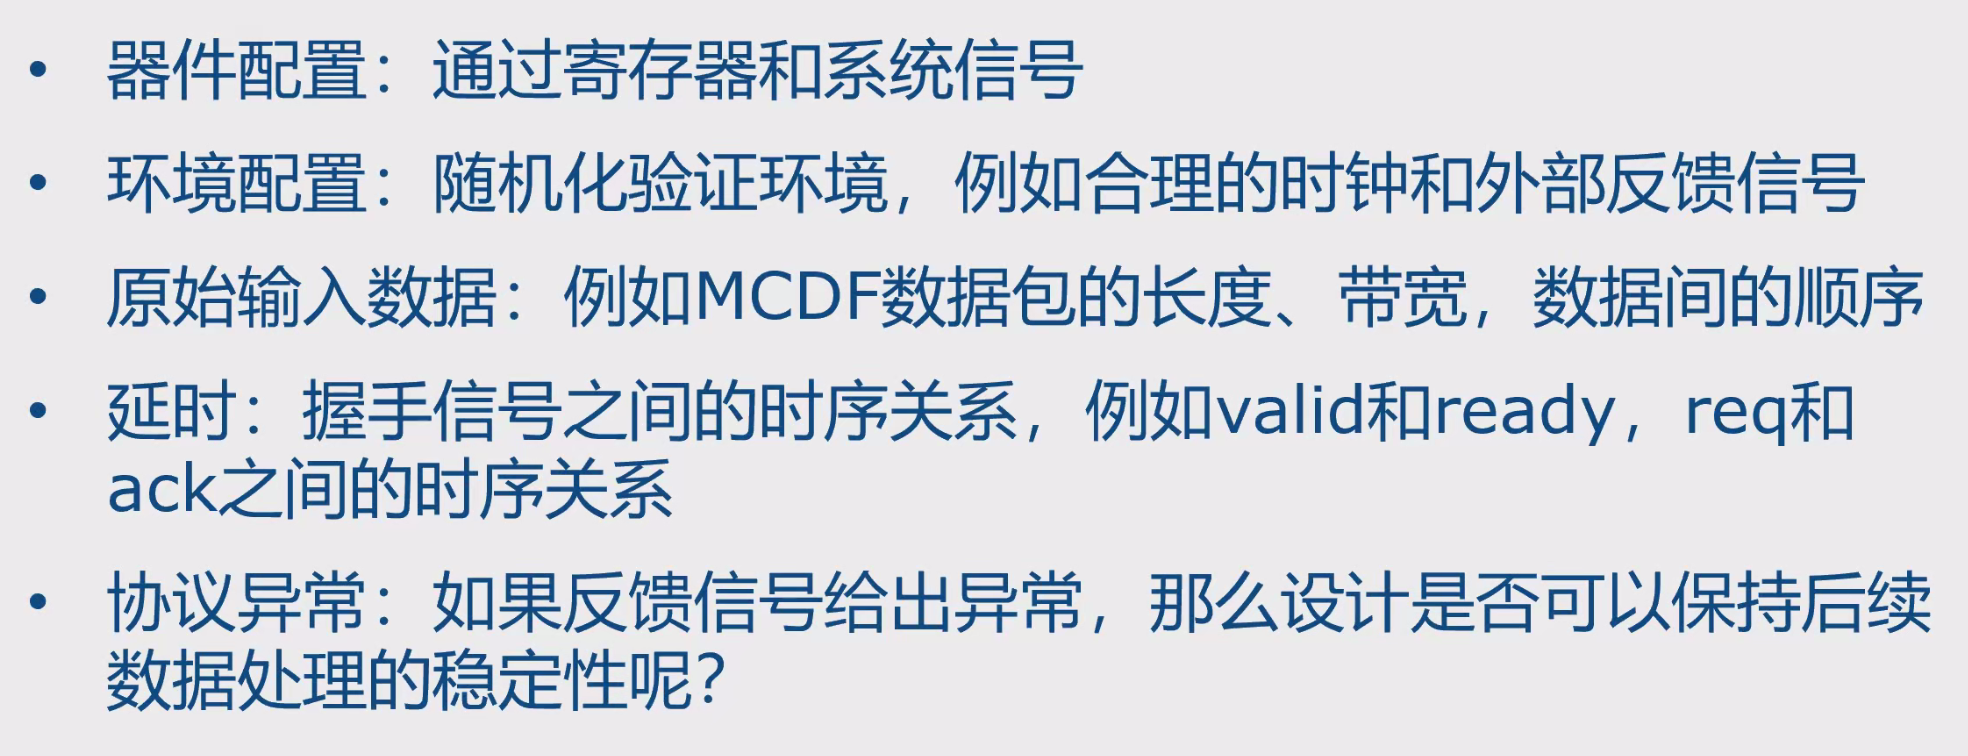 • 器件配置：通过寄存器和系统信号
• 环境配置：随机化验证环境，例如合理的时钟和外部反馈信号
• 原始输入数据：例如MCDF数据包的长度、带宽，数据间的顺序
• 延时：握手信号之间的时序关系，例如valid和ready，req和
ack之间的时序关系
• 协议异常：如果反馈信号给出异常，那么设计是否可以保持后续
数据处理的稳定性呢？